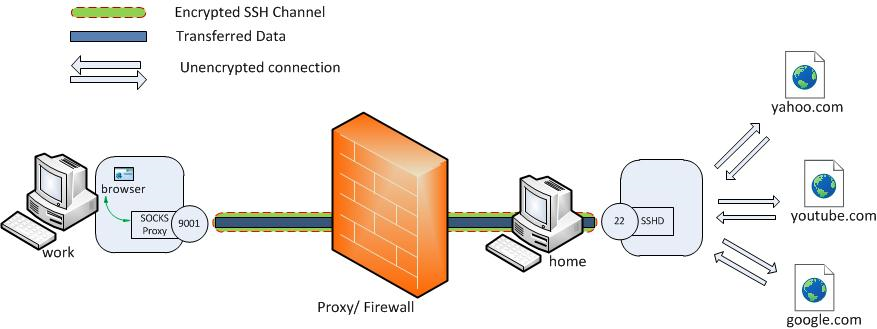 Encrypted SSH Channel
Transferred Data
Unencrypted connection
yahoo.com
browser
SOCKS
Proxy
9001
22
SSHD
youtube.com
work
home
Proxy/ Firewall
google.com